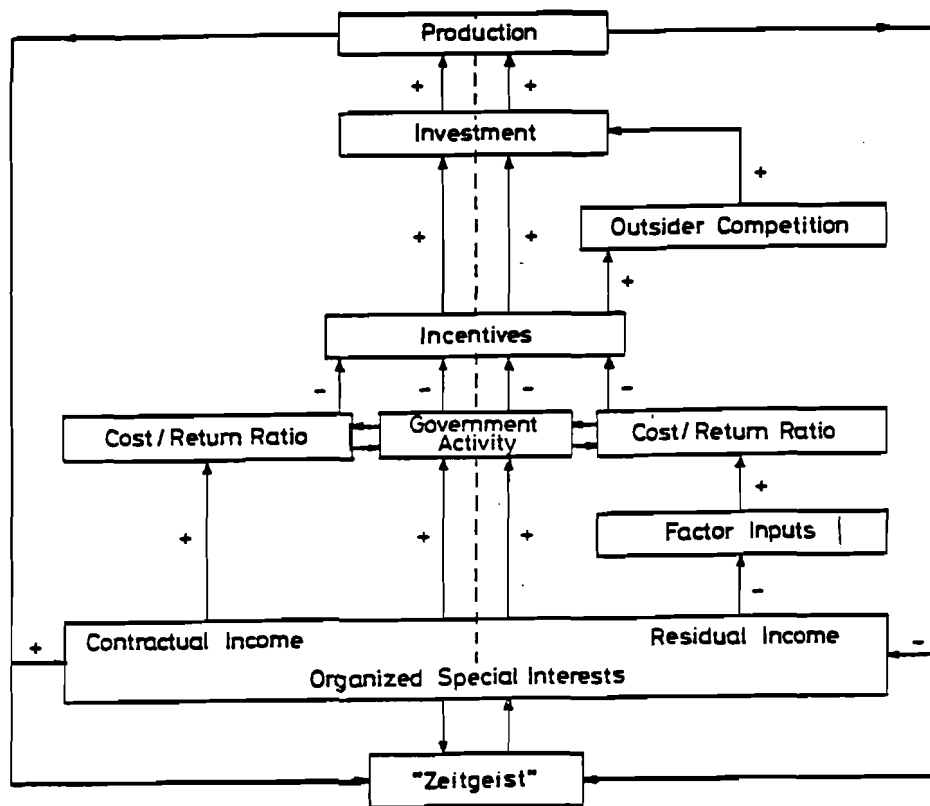 Production
+ +
Investment
+
Outsider Competition
+ +
+
Incentives
- - - -
Cost/Return Ratio
Government
Activity
Cost/Return Ratio
+
Factor Inputs
+ + +
-
Contractual Income
Residual Income
+ -
Organized Special Interests
"Zeitgeist"